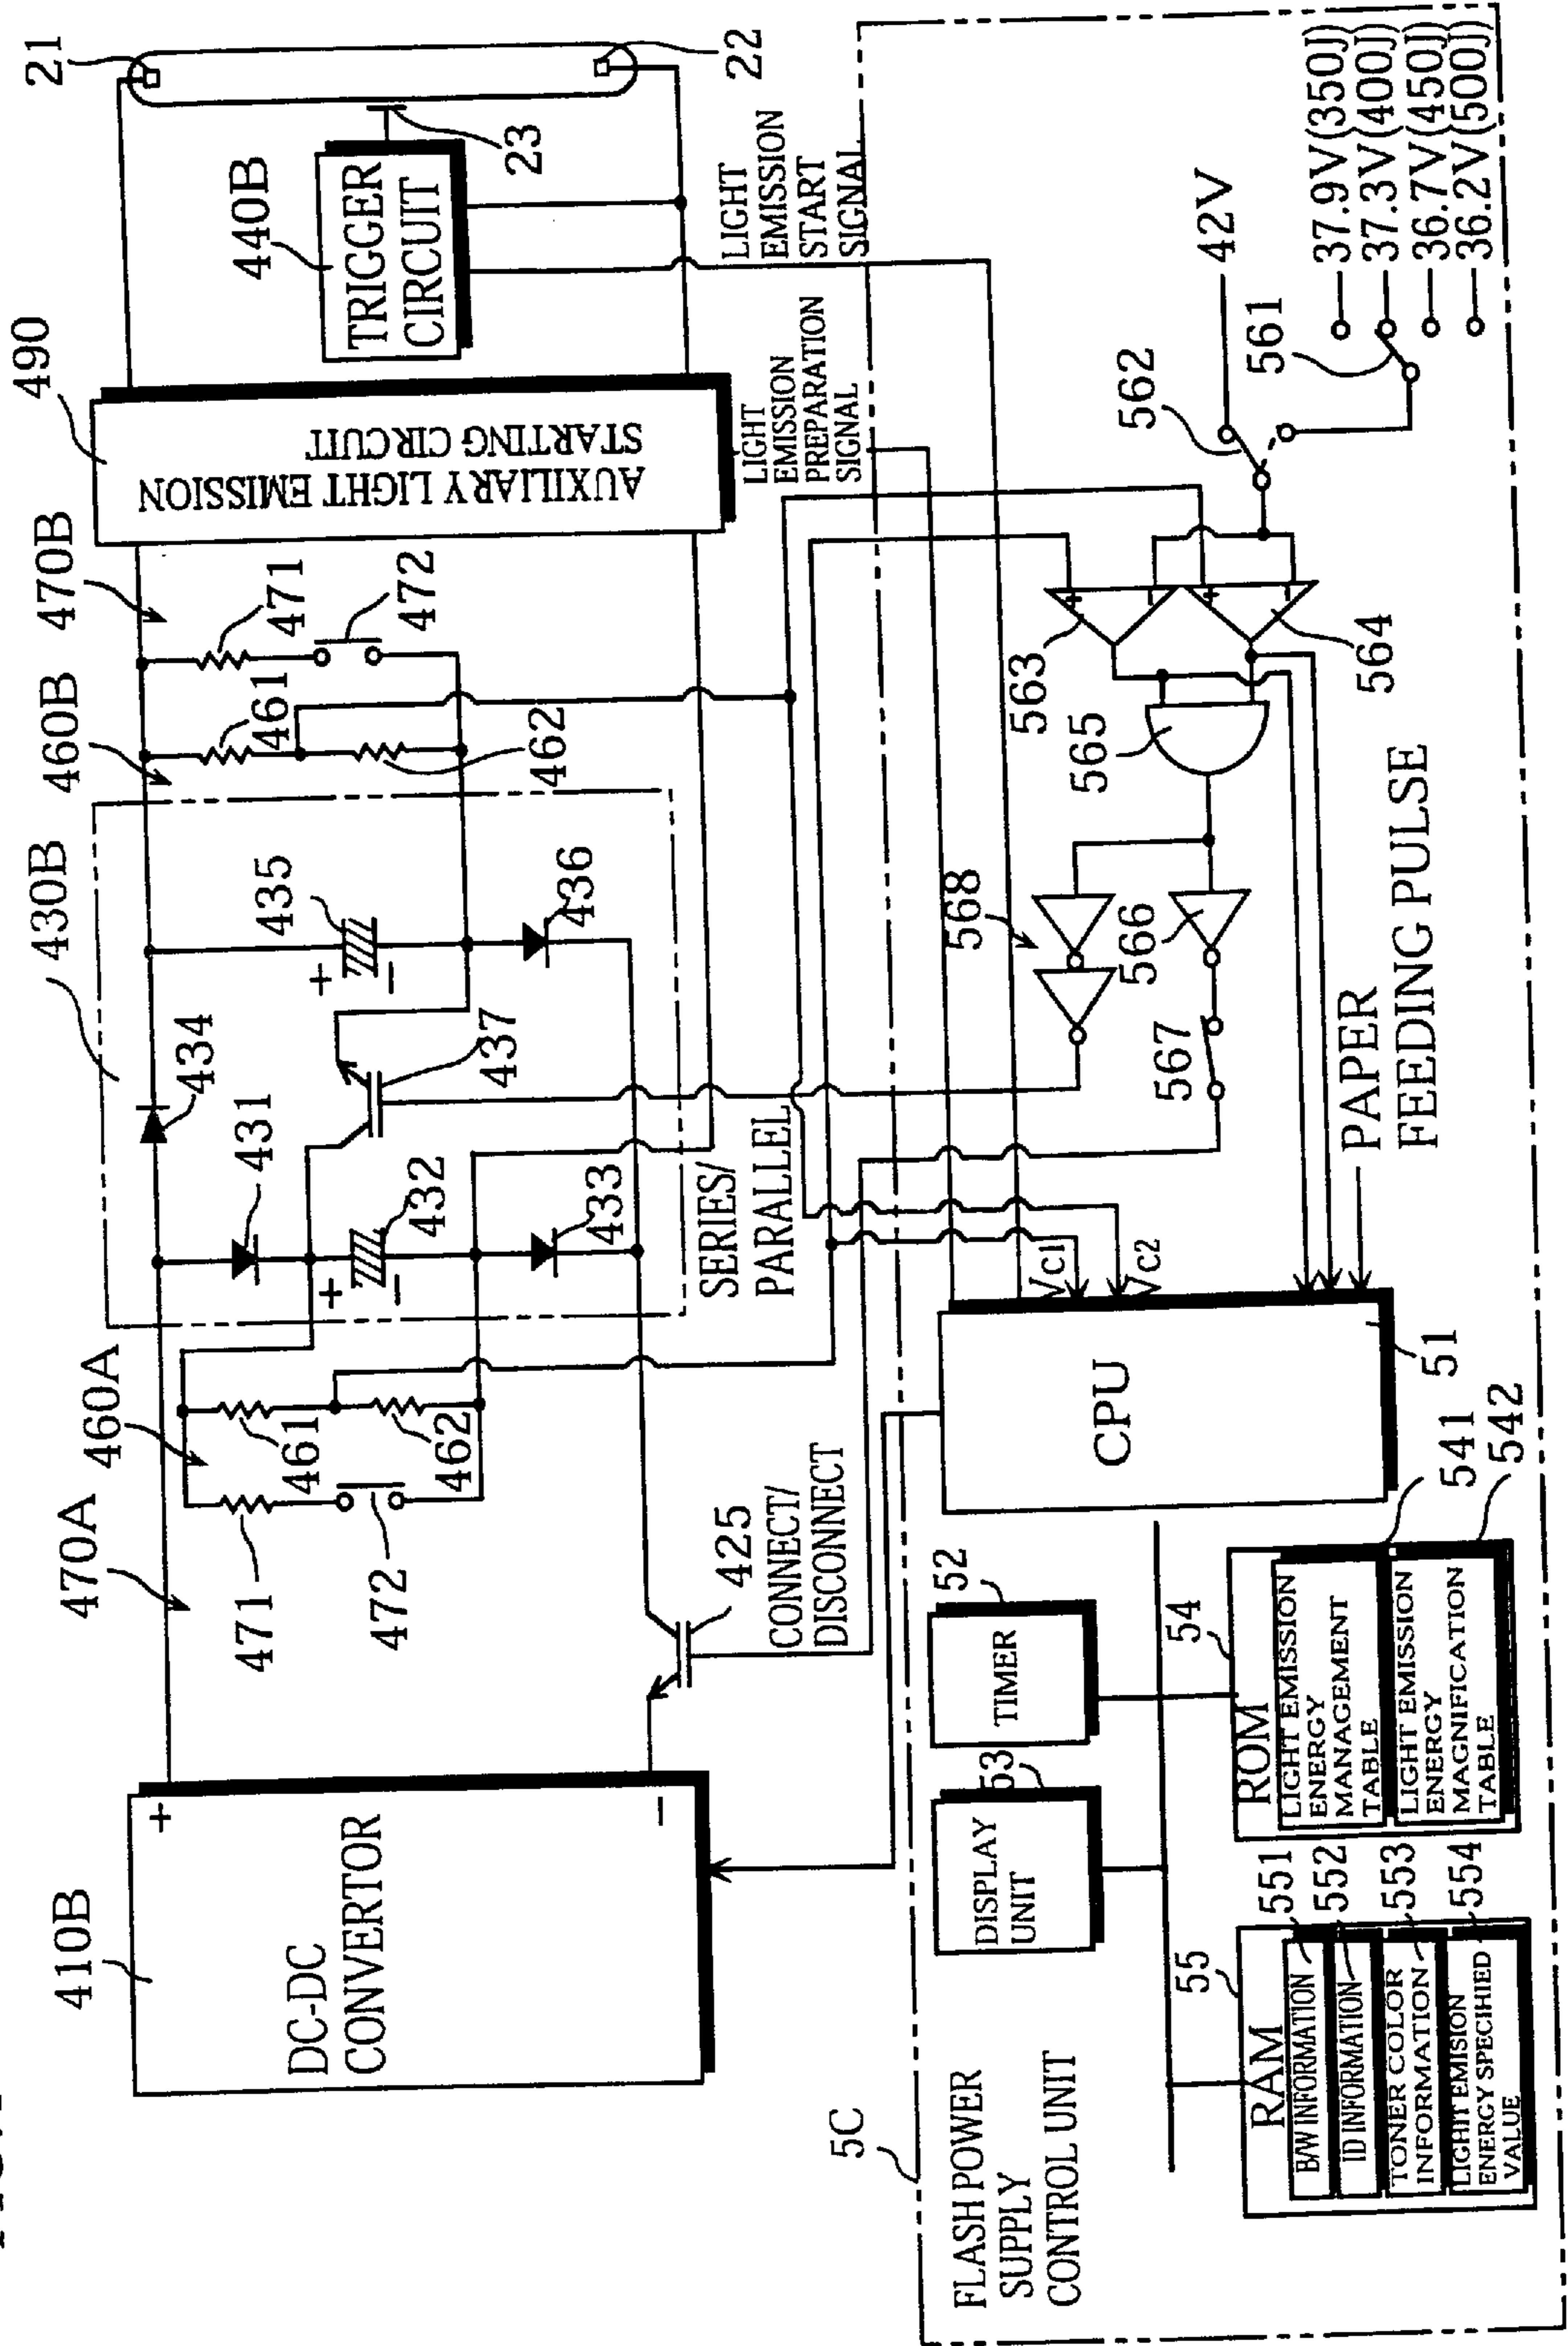 410B
DC-DC
CONVERTOR
+
−
470A
471
472
460A
461
462
425
CONNECT/
DISCONNECT
430B
434
431
+
−
432
433
437
435
+
−
436
SERIES/
PARALLEL
460B
461
462
470B
471
472
490
AUXILIARY LIGHT EMISSION
STARTING CIRCUIT
440B
TRIGGER
CIRCUIT
21
22
23
LIGHT
EMISSION
PREPARATION
SIGNAL
LIGHT
EMISSION
START
SIGNAL
5C
FLASH POWER
SUPPLY
CONTROL UNIT
DISPLAY
UNIT
53
TIMER
52
CPU
51
Vc1
Vc2
RAM
55
B/W INFORMATION
551
ID INFORMATION
552
TONER COLOR
INFORMATION
553
LIGHIT EMISION
ENERGY SPECIHIED
VALUE
554
ROM
54
LIGHT EMISSION
ENERGY
MANAGEMENT
TABLE
541
LIGHT EMISSION
ENERGY
MAGNIFICATION
TABLE
542
PAPER
FEEDING PULSE
568
566
567
565
563
+
−
564
+
−
562
561
42V
37.9V(350J)
37.3V(400J)
36.7V(450J)
36.2V(500J)